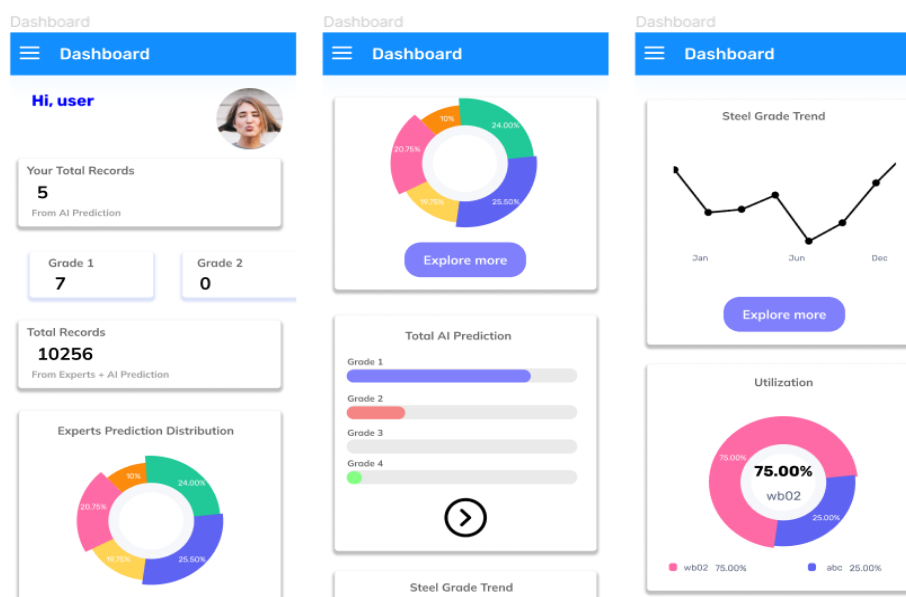 Dashboard
Dashboard
Hi, user
Your Total Records
5
From AI Prediction
Grade 1
7
Grade 2
0
Total Records
10256
From Experts + AI Prediction
Experts Prediction Distribution
10%
24.00%
20.75%
19.75%
25.50%
Dashboard
Dashboard
10%
24.00%
20.75%
19.75%
25.50%
Explore more
Total AI Prediction
Grade 1
Grade 2
Grade 3
Grade 4
Steel Grade Trend
Dashboard
Dashboard
Steel Grade Trend
Jan
Jun
Dec
Explore more
Utilization
75.00%
75.00%
wb02
25.00%
wb02 75.00%
abc 25.00%